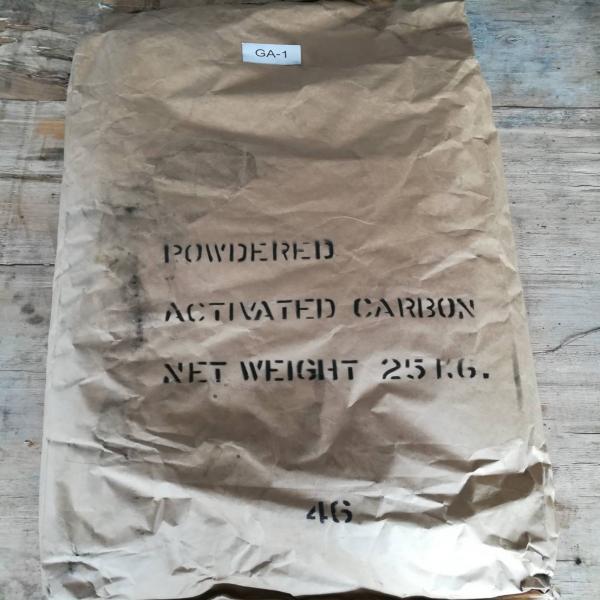 GA-1
POWDERED
ACTIVATED CARBON
NET WEIGHT 25 KG.
46